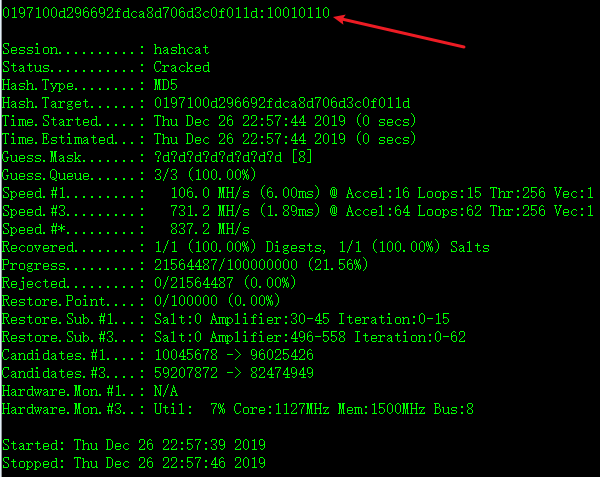 0197100d296692fdca8d706d3c0f011d:10010110
Session..........: hashcat
Status...........: Cracked
Hash.Type........: MD5
Hash.Target......: 0197100d296692fdca8d706d3c0f011d
Time.Started.....: Thu Dec 26 22:57:44 2019 (0 secs)
Time.Estimated...: Thu Dec 26 22:57:44 2019 (0 secs)
Guess.Mask.......: ?d?d?d?d?d?d?d?d [8]
Guess.Queue......: 3/3 (100.00%)
Speed.#1.........:   106.0 MH/s (6.00ms) @ Accel:16 Loops:15 Thr:256 Vec:1
Speed.#3.........:   731.2 MH/s (1.89ms) @ Accel:64 Loops:62 Thr:256 Vec:1
Speed.#*.........:   837.2 MH/s
Recovered........: 1/1 (100.00%) Digests, 1/1 (100.00%) Salts
Progress.........: 21564487/100000000 (21.56%)
Rejected.........: 0/21564487 (0.00%)
Restore.Point....: 0/100000 (0.00%)
Restore.Sub.#1...: Salt:0 Amplifier:30-45 Iteration:0-15
Restore.Sub.#3...: Salt:0 Amplifier:496-558 Iteration:0-62
Candidates.#1....: 10045678 -> 96025426
Candidates.#3....: 59207872 -> 82474949
Hardware.Mon.#1..: N/A
Hardware.Mon.#3..: Util:  7% Core:1127MHz Mem:1500MHz Bus:8
Started: Thu Dec 26 22:57:39 2019
Stopped: Thu Dec 26 22:57:46 2019